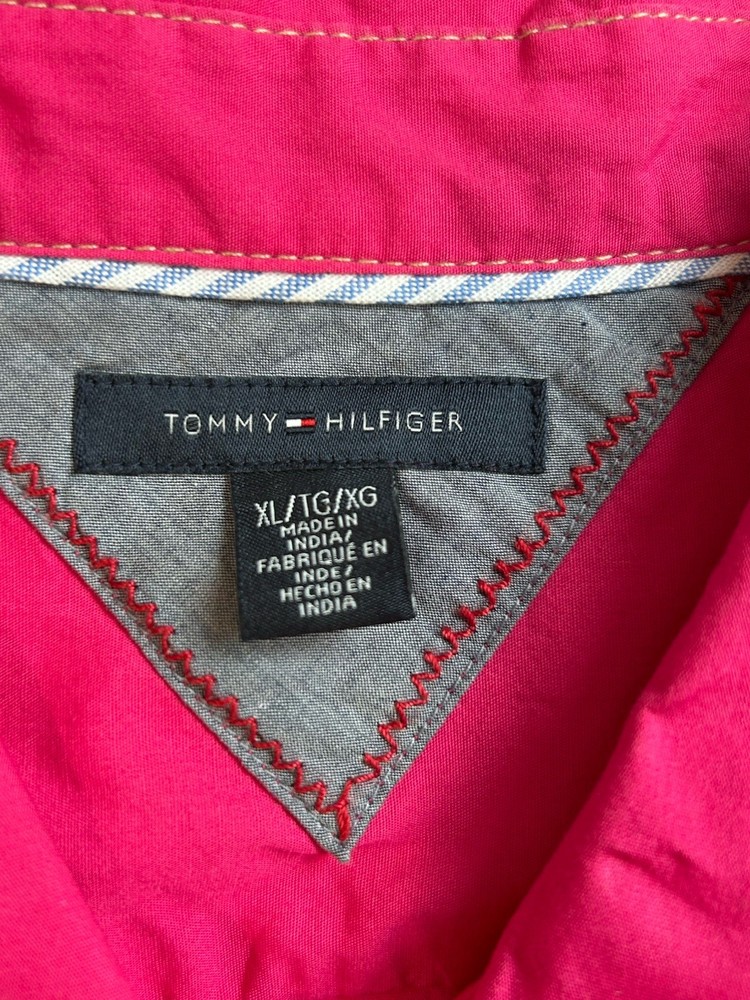 TOMMY HILFIGER
XL/TG/XG
MADE IN
INDIA/
FABRIQUÉ EN
INDE/
HECHO EN
INDIA